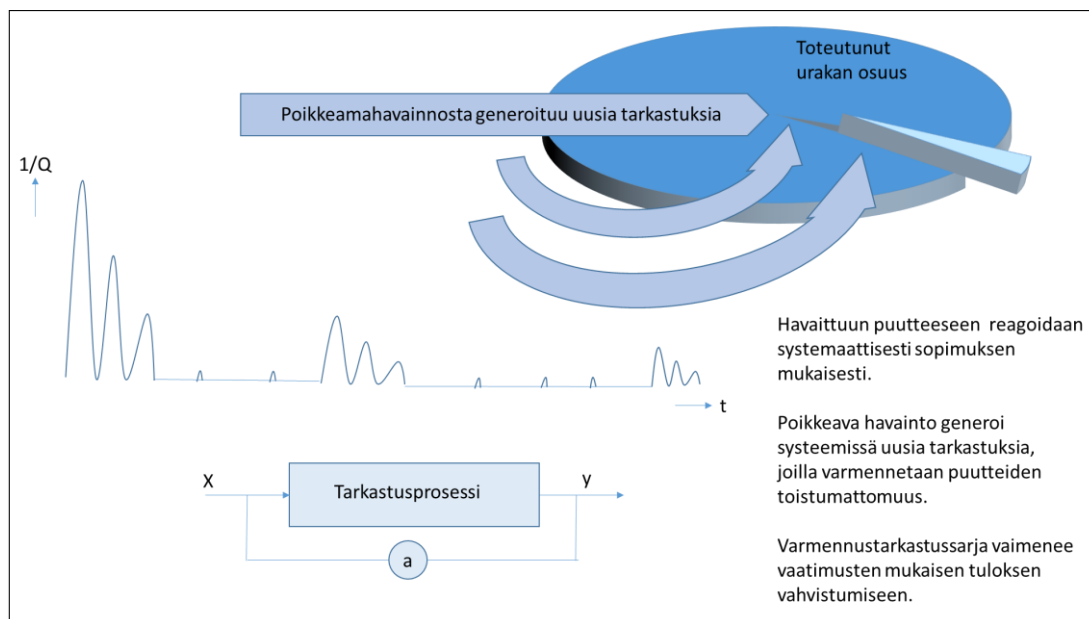 Toteutunut
urakan osuus
Poikkeamahavainnosta generoituu uusia tarkastuksia
1/Q
t
Havaittuun puutteeseen reagoidaan
systemaattisesti sopimuksen
mukaisesti.
Poikkeava havainto generoi
systeemissä uusia tarkastuksia,
joilla varmennetaan puutteiden
toistumattomuus.
Varmennustarkastussarja vaimenee
vaatimusten mukaisen tuloksen
vahvistumiseen.
X
Tarkastusprosessi
y
a